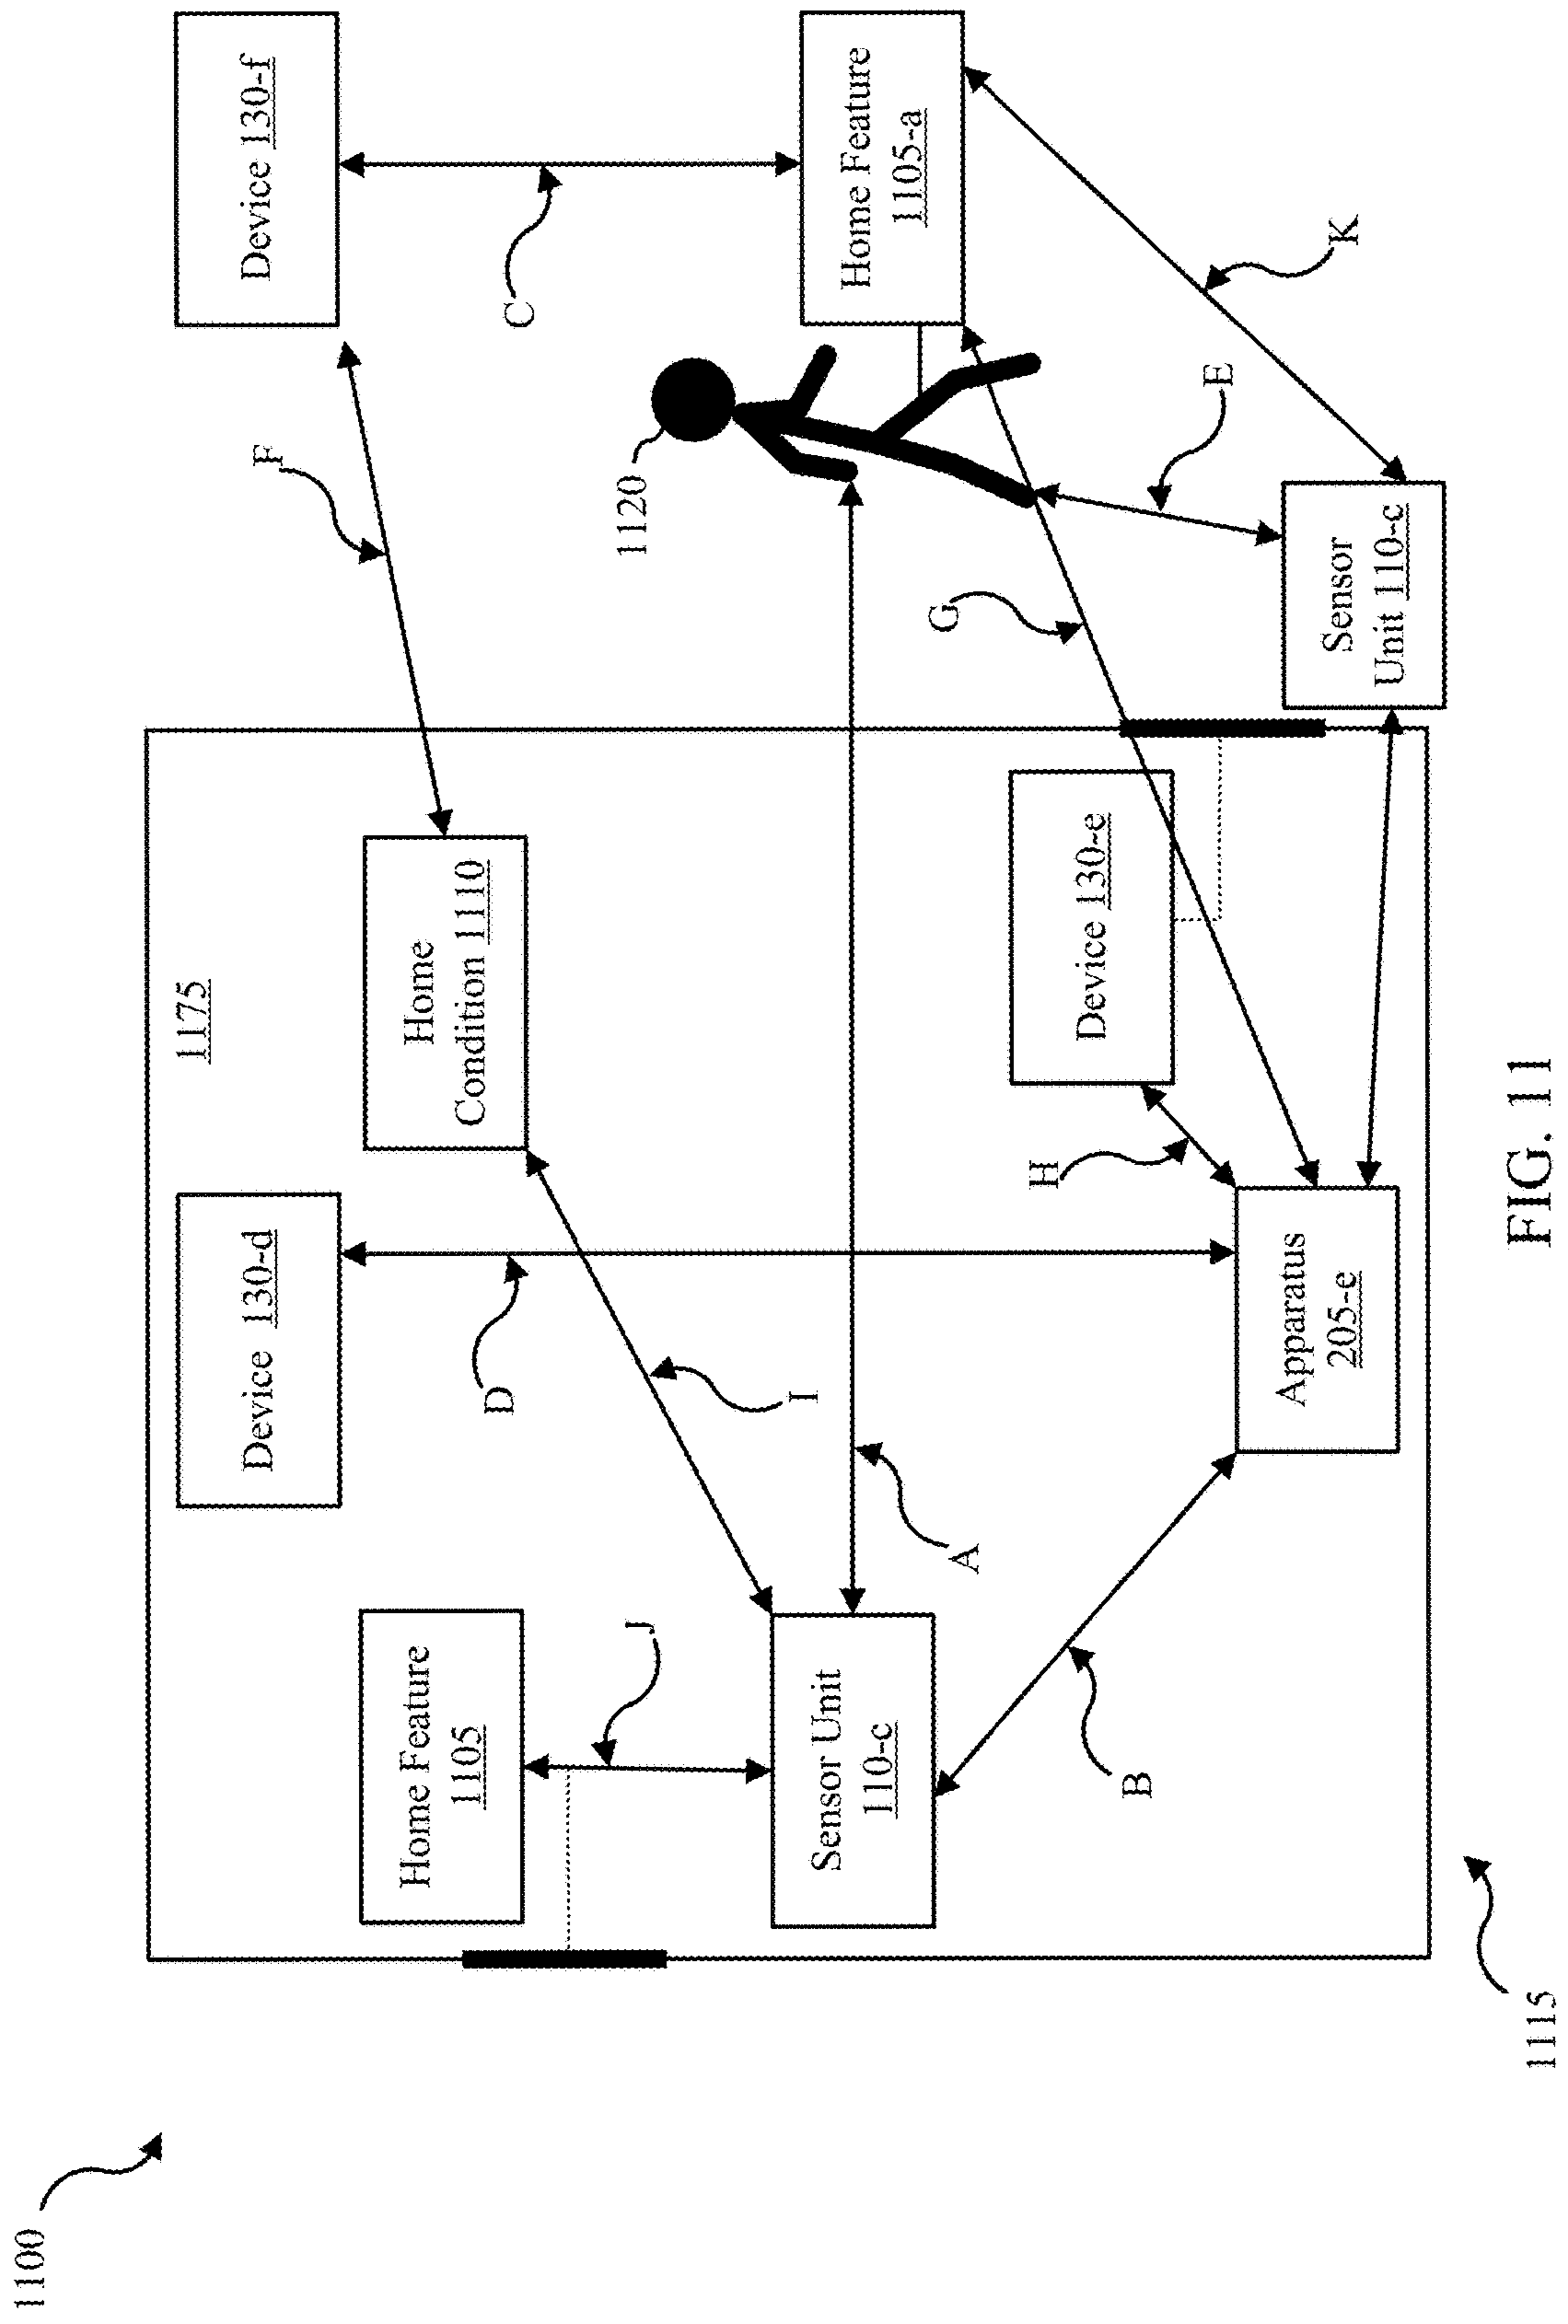 1100
1115
1175
Home Feature
1105
Device 130-d
Home
Condition 1110
F
Device 130-f
J
D
I
C
1120
Sensor Unit
110-c
A
Home Feature
1105-a
B
H
Device 130-e
G
E
K
Apparatus
205-e
Sensor
Unit 110-c
FIG. 11